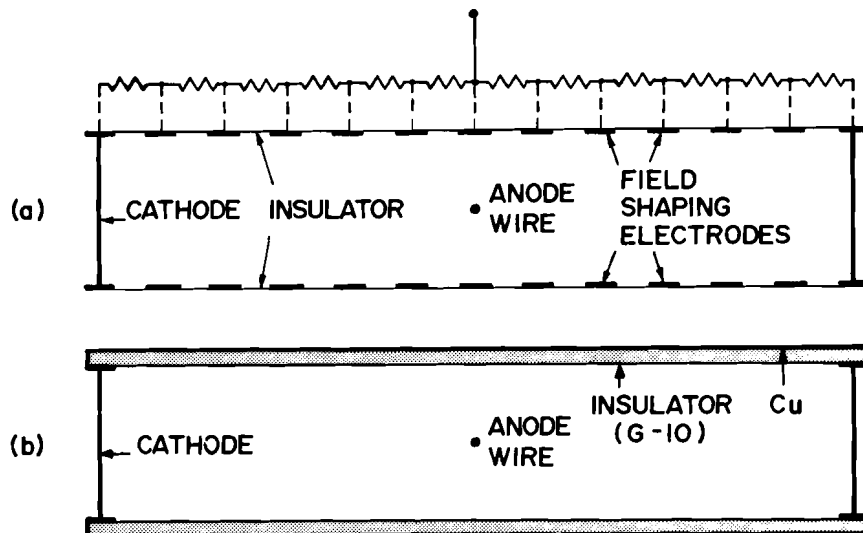 (a)
CATHODE
INSULATOR
ANODE
WIRE
FIELD
SHAPING
ELECTRODES
(b)
CATHODE
ANODE
WIRE
INSULATOR
(G-10)
Cu